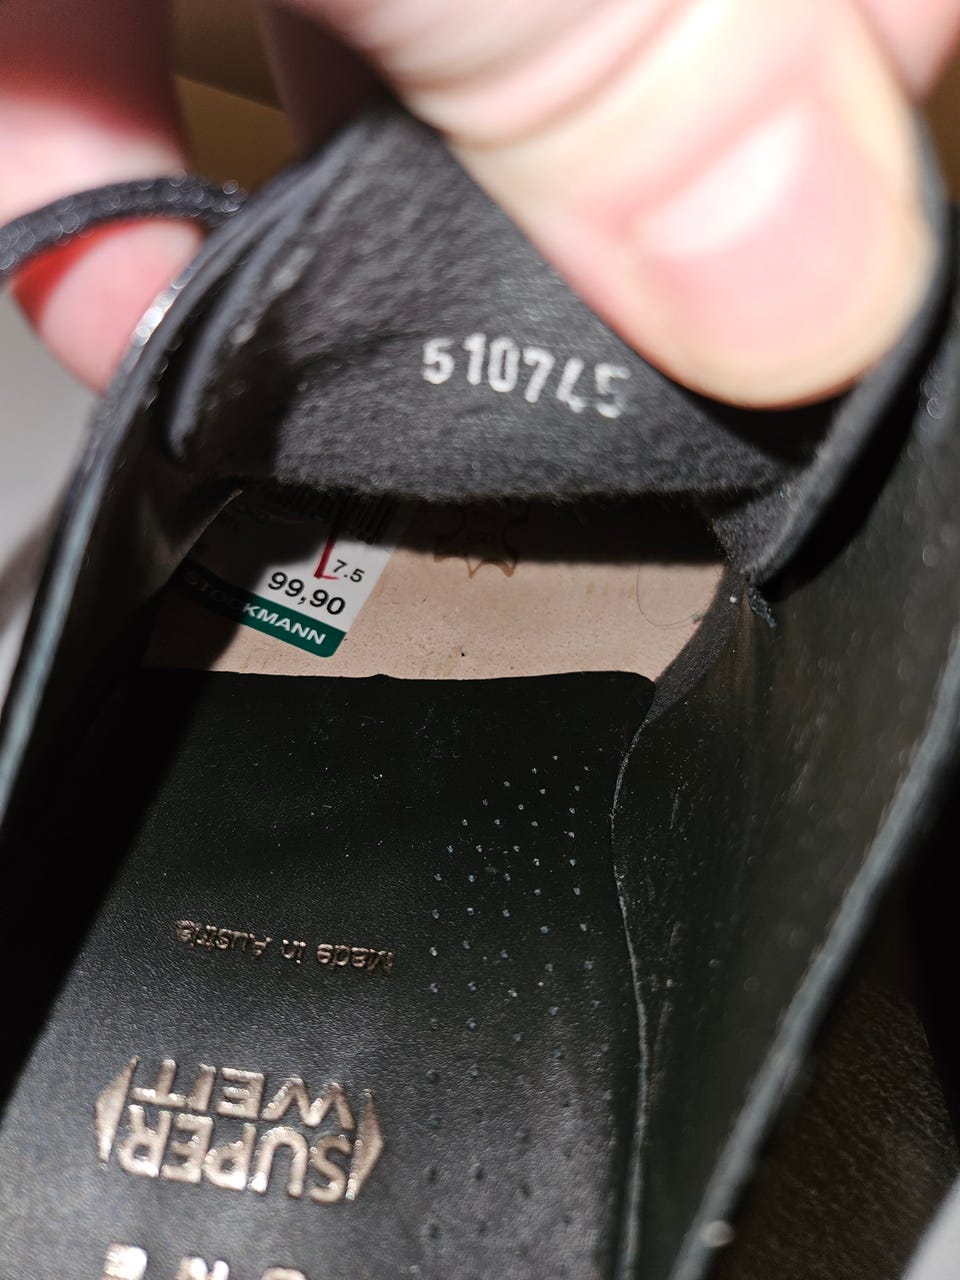 510745
7.5
99,90
STOCKMANN
Made in Austria
(SUPER
WEIT)